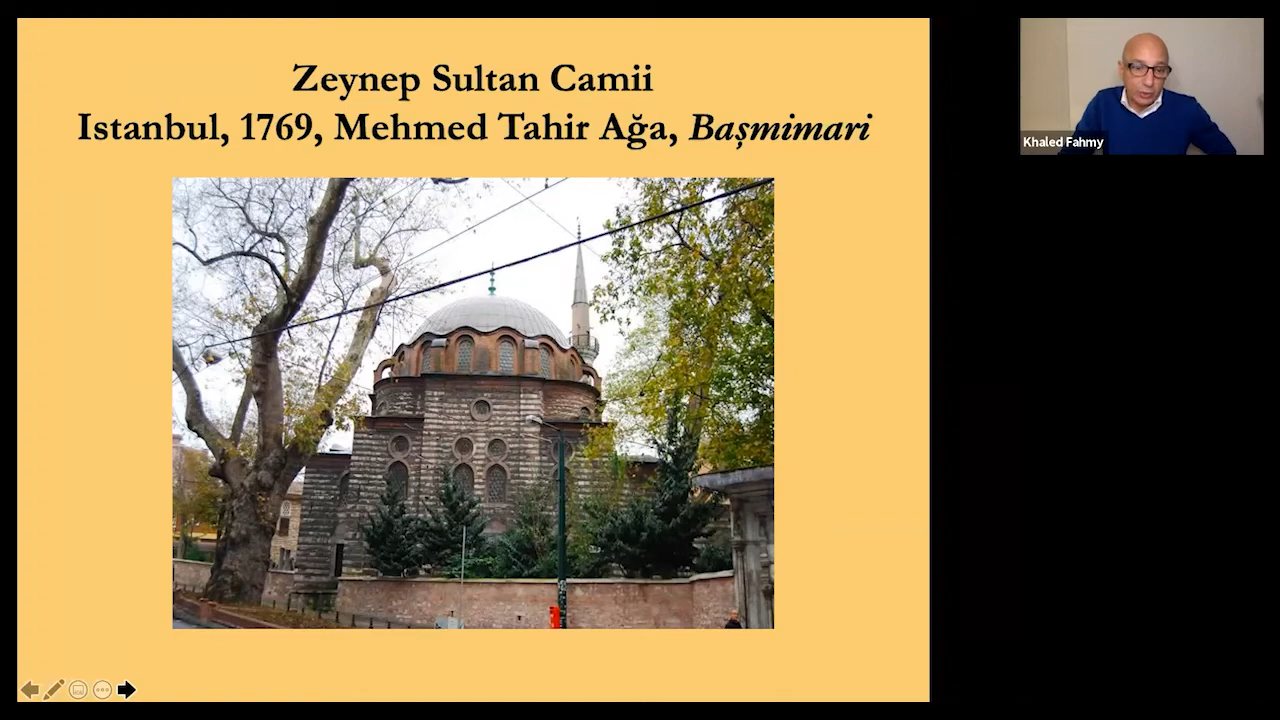 Zeynep Sultan Camii
Istanbul, 1769, Mehmed Tahir Ağa, Başmimari
Khaled Fahmy